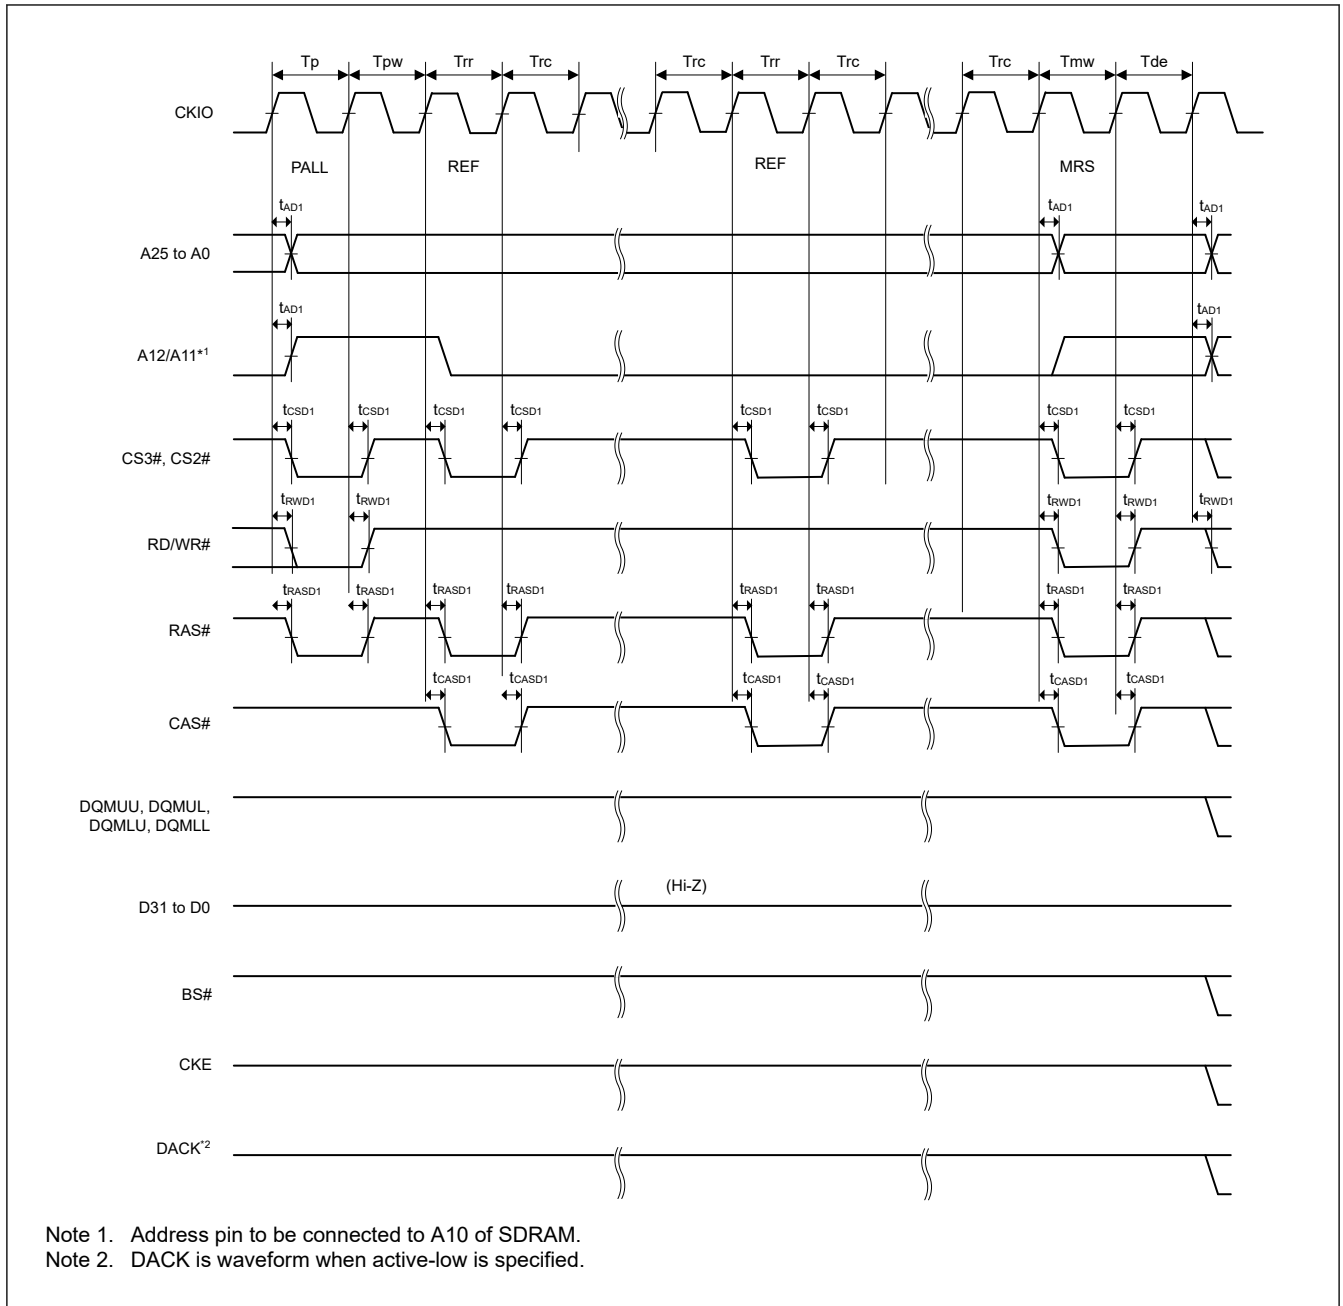 Tp Tpw Trr Trc Trc Trr Trc Trc Tmw Tde
CKIO
PALL REF REF MRS
tAD1 tAD1 tAD1
A25 to A0
tAD1 tAD1
A12/A11*1
tCSD1 tCSD1 tCSD1 tCSD1 tCSD1 tCSD1 tCSD1 tCSD1
CS3#, CS2#
tRWD1 tRWD1 tRWD1 tRWD1 tRWD1
RD/WR#
tRASD1 tRASD1 tRASD1 tRASD1 tRASD1 tRASD1 tRASD1 tRASD1
RAS#
tCASD1 tCASD1 tCASD1 tCASD1 tCASD1 tCASD1
CAS#
DQMUU, DQMUL,
DQMLU, DQMLL
(Hi-Z)
D31 to D0
BS#
CKE
DACK*2
Note 1. Address pin to be connected to A10 of SDRAM.
Note 2. DACK is waveform when active-low is specified.